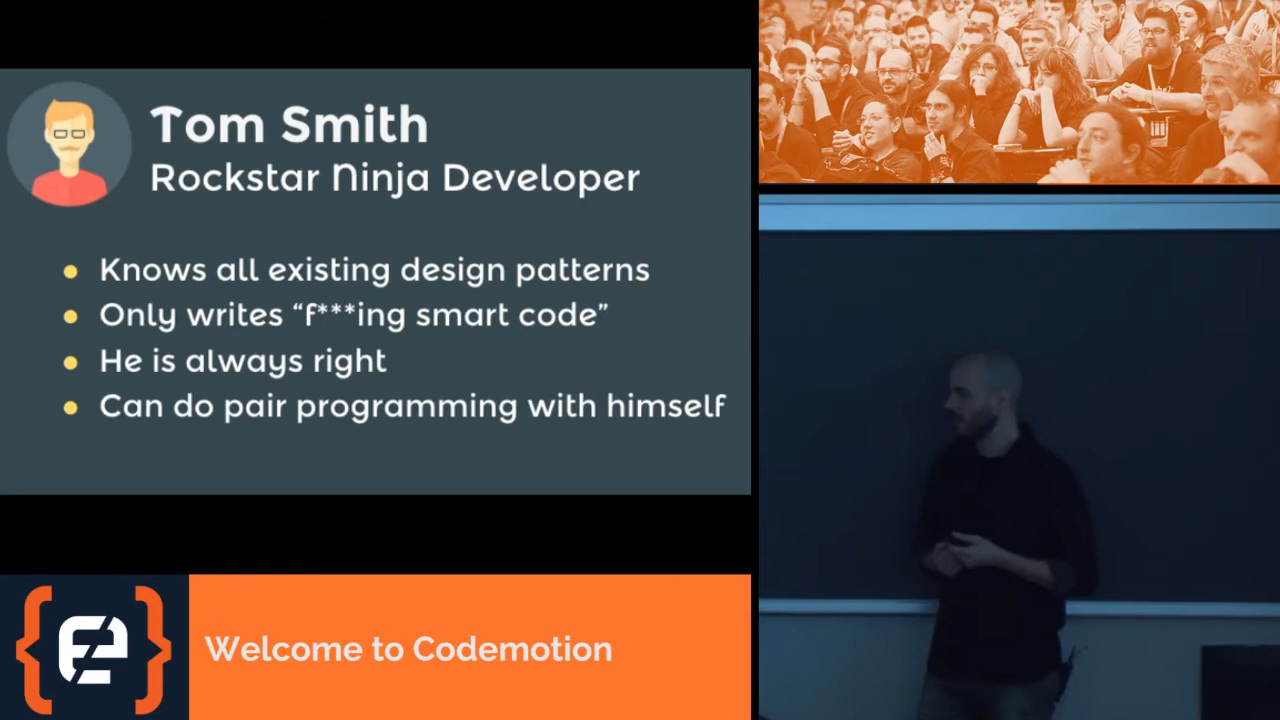 Tom Smith
Rockstar Ninja Developer
Knows all existing design patterns
Only writes “f***ing smart code”
He is always right
Can do pair programming with himself
Welcome to Codemotion